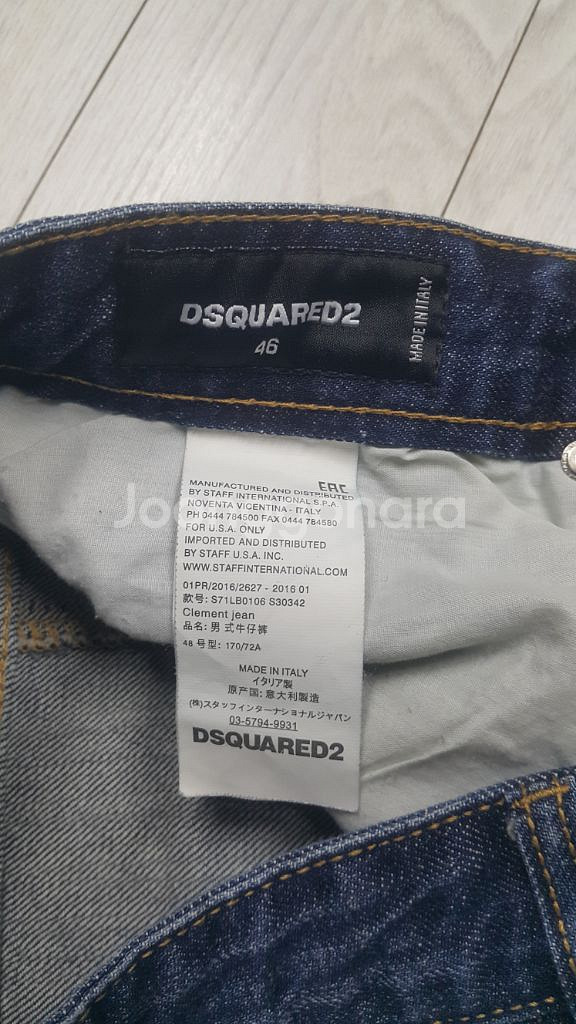 DSQUARED2
46
MADE IN ITALY
EAC
MANUFACTURED AND DISTRIBUTED
BY STAFF INTERNATIONAL S.P.A.
NOVENTA VICENTINA - ITALY
PH 0444 784500 FAX 0444 784580
FOR U.S.A. ONLY
IMPORTED AND DISTRIBUTED
BY STAFF U.S.A. INC.
WWW.STAFFINTERNATIONAL.COM
01PR/2016/2627 - 2016 01
款号: S71LB0106 S30342
Clement jean
品名: 男 式牛仔裤
48 号型: 170/72A
MADE IN ITALY
イタリア製
原产国: 意大利製造
(株)スタッフインターナショナルジャパン
03-5794-9931
DSQUARED2